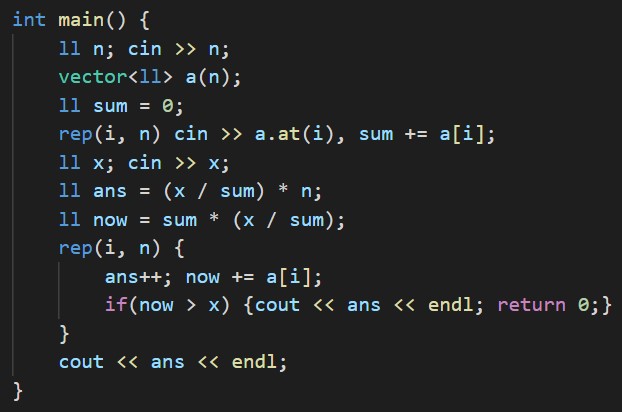 int main() {
    ll n; cin >> n;
    vector<ll> a(n);
    ll sum = 0;
    rep(i, n) cin >> a.at(i), sum += a[i];
    ll x; cin >> x;
    ll ans = (x / sum) * n;
    ll now = sum * (x / sum);
    rep(i, n) {
        ans++; now += a[i];
        if(now > x) {cout << ans << endl; return 0;}
    }
    cout << ans << endl;
}